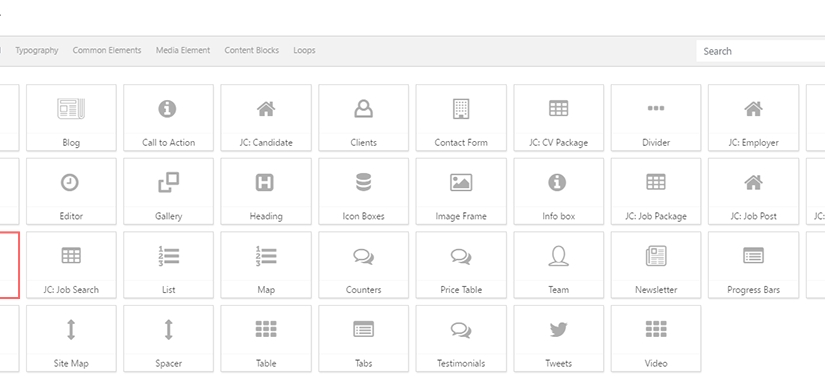 Typography Common Elements Media Element Content Blocks Loops Search
Blog Call to Action JC: Candidate Clients Contact Form JC: CV Package Divider JC: Employer
Editor Gallery Heading Icon Boxes Image Frame Info box JC: Job Package JC: Job Post JC:
JC: Job Search List Map Counters Price Table Team Newsletter Progress Bars
Site Map Spacer Table Tabs Testimonials Tweets Video